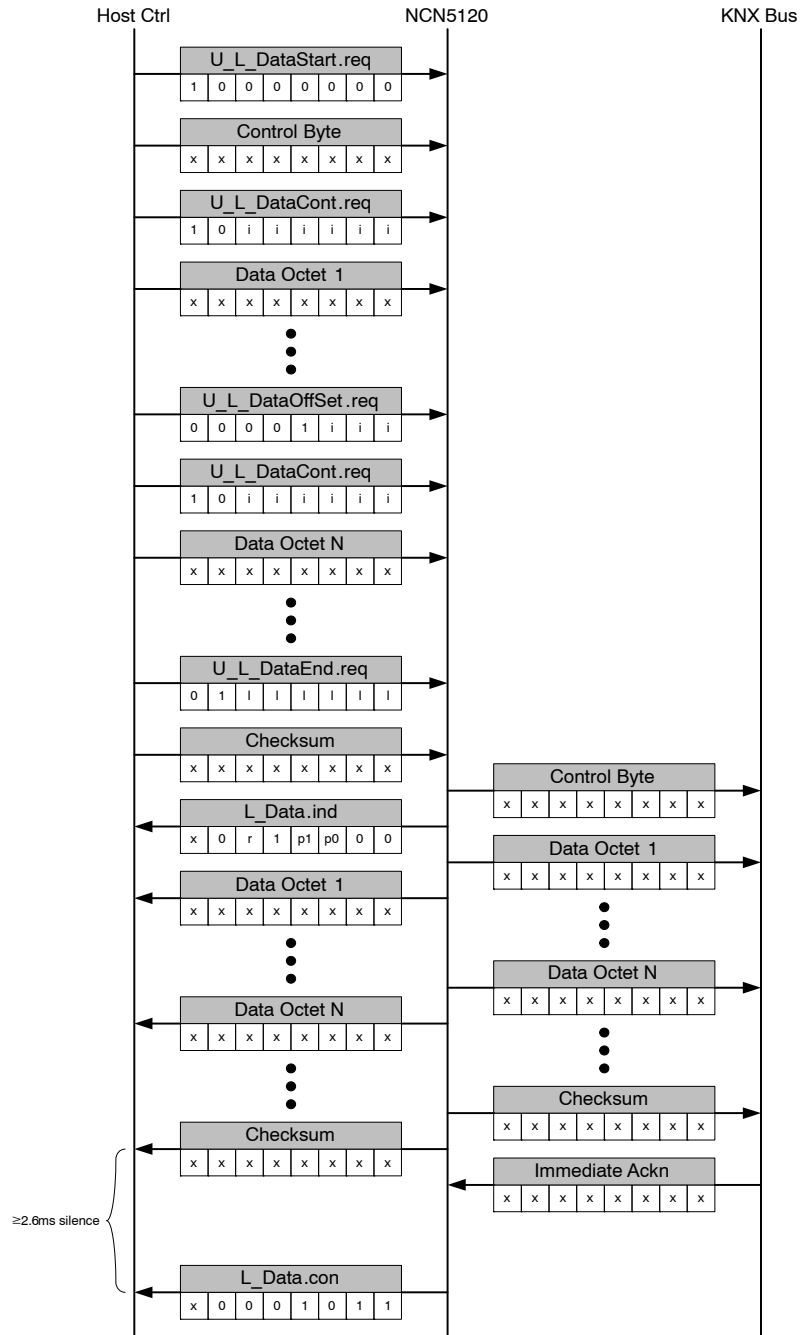 Host Ctrl NCN5120 KNX Bus
U_L_DataStart.req
1 0 0 0 0 0 0 0
Control Byte
x x x x x x x x
U_L_DataCont.req
1 0 i i i i i i
Data Octet 1
x x x x x x x x
U_L_DataOffSet.req
0 0 0 0 1 i i i
U_L_DataCont.req
1 0 i i i i i i
Data Octet N
x x x x x x x x
U_L_DataEnd.req
0 1 l l l l l l
Checksum
x x x x x x x x
Control Byte
x x x x x x x x
L_Data.ind
x 0 r 1 p1 p0 0 0
Data Octet 1
x x x x x x x x
Data Octet 1
x x x x x x x x
Data Octet N
x x x x x x x x
Data Octet N
x x x x x x x x
Checksum
x x x x x x x x
Checksum
x x x x x x x x
Immediate Ackn
x x x x x x x x
≥2.6ms silence
L_Data.con
x 0 0 0 1 0 1 1